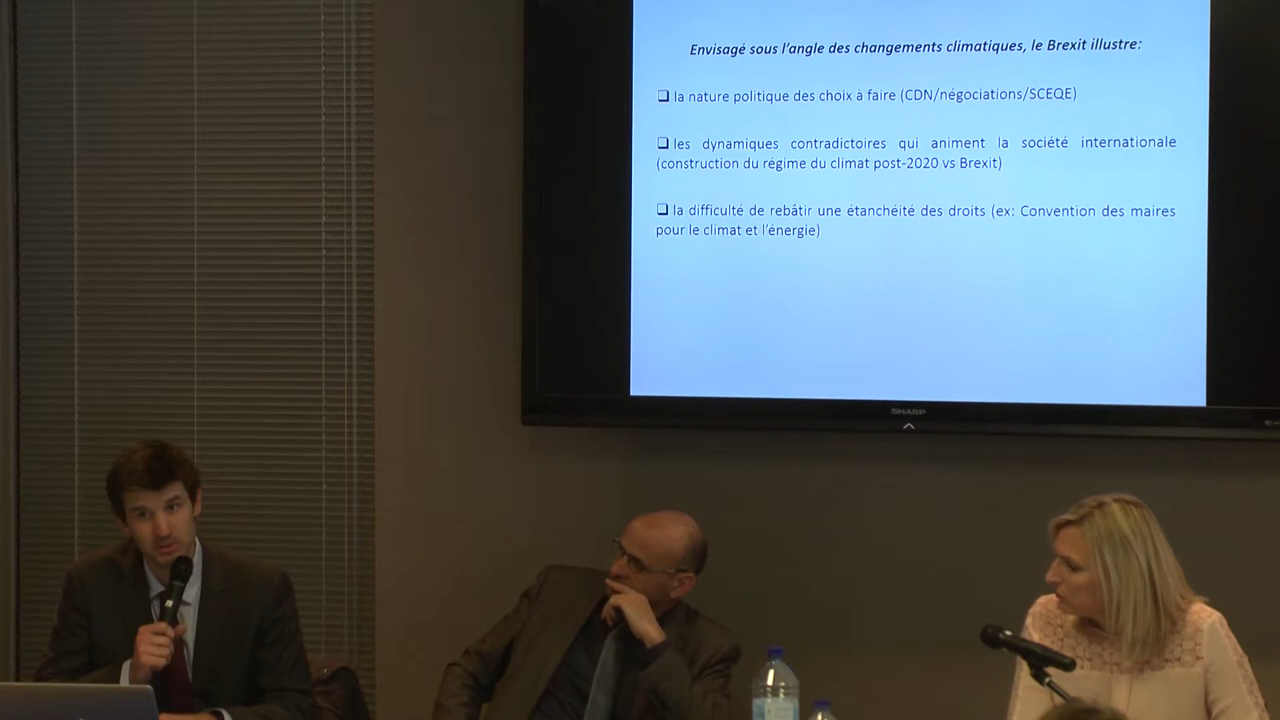 Envisagé sous l'angle des changements climatiques, le Brexit illustre:
❑ la nature politique des choix à faire (CDN/négociations/SCEQE)
❑ les dynamiques contradictoires qui animent la société internationale
(construction du régime du climat post-2020 vs Brexit)
❑ la difficulté de rebâtir une étanchéité des droits (ex: Convention des maires
pour le climat et l'énergie)
SHARP